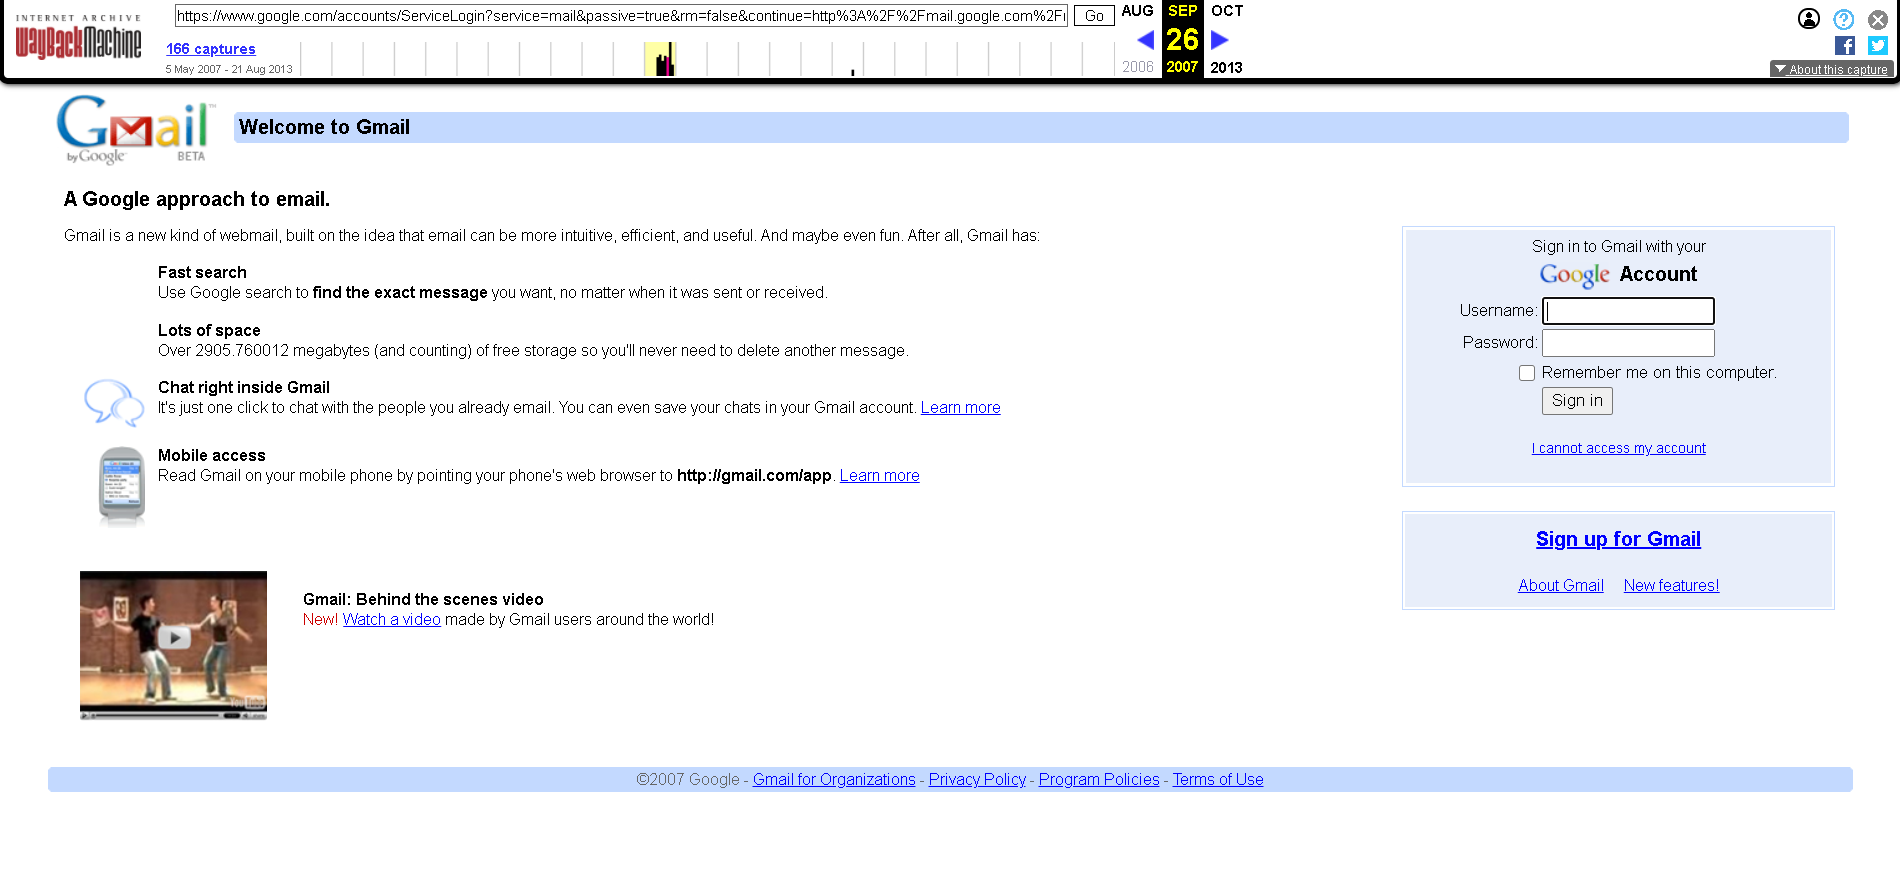 INTERNET ARCHIVE
WayBackMachine
https://www.google.com/accounts/ServiceLogin?service=mail&passive=true&rm=false&continue=http%3A%2F%2Fmail.google.com%2F
Go
166 captures
5 May 2007 - 21 Aug 2013
AUG SEP OCT
26
2006 2007 2013
About this capture
Gmail™
by Google BETA
Welcome to Gmail
A Google approach to email.
Gmail is a new kind of webmail, built on the idea that email can be more intuitive, efficient, and useful. And maybe even fun. After all, Gmail has:
Fast search
Use Google search to find the exact message you want, no matter when it was sent or received.
Lots of space
Over 2905.760012 megabytes (and counting) of free storage so you'll never need to delete another message.
Chat right inside Gmail
It's just one click to chat with the people you already email. You can even save your chats in your Gmail account. Learn more
Mobile access
Read Gmail on your mobile phone by pointing your phone's web browser to http://gmail.com/app. Learn more
YouTube
Gmail: Behind the scenes video
New! Watch a video made by Gmail users around the world!
Sign in to Gmail with your
Google Account
Username:
Password:
Remember me on this computer.
Sign in
I cannot access my account
Sign up for Gmail
About Gmail New features!
©2007 Google - Gmail for Organizations - Privacy Policy - Program Policies - Terms of Use